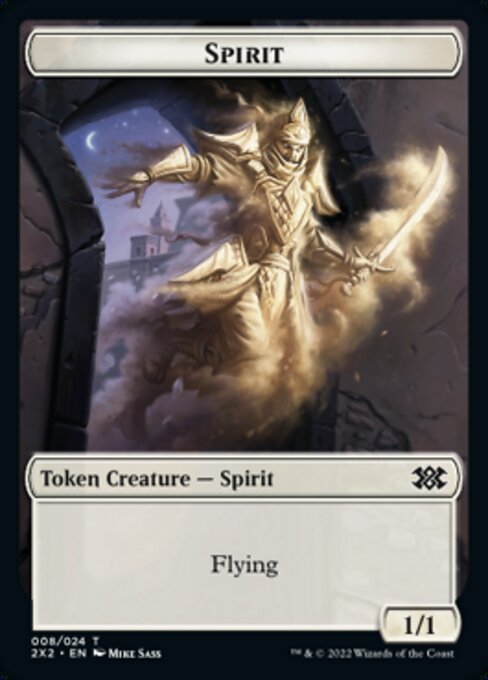 Spirit
Token Creature — Spirit
Flying
1/1
008/024 T
2X2 • EN Mike Sass
™ & © 2022 Wizards of the Coast